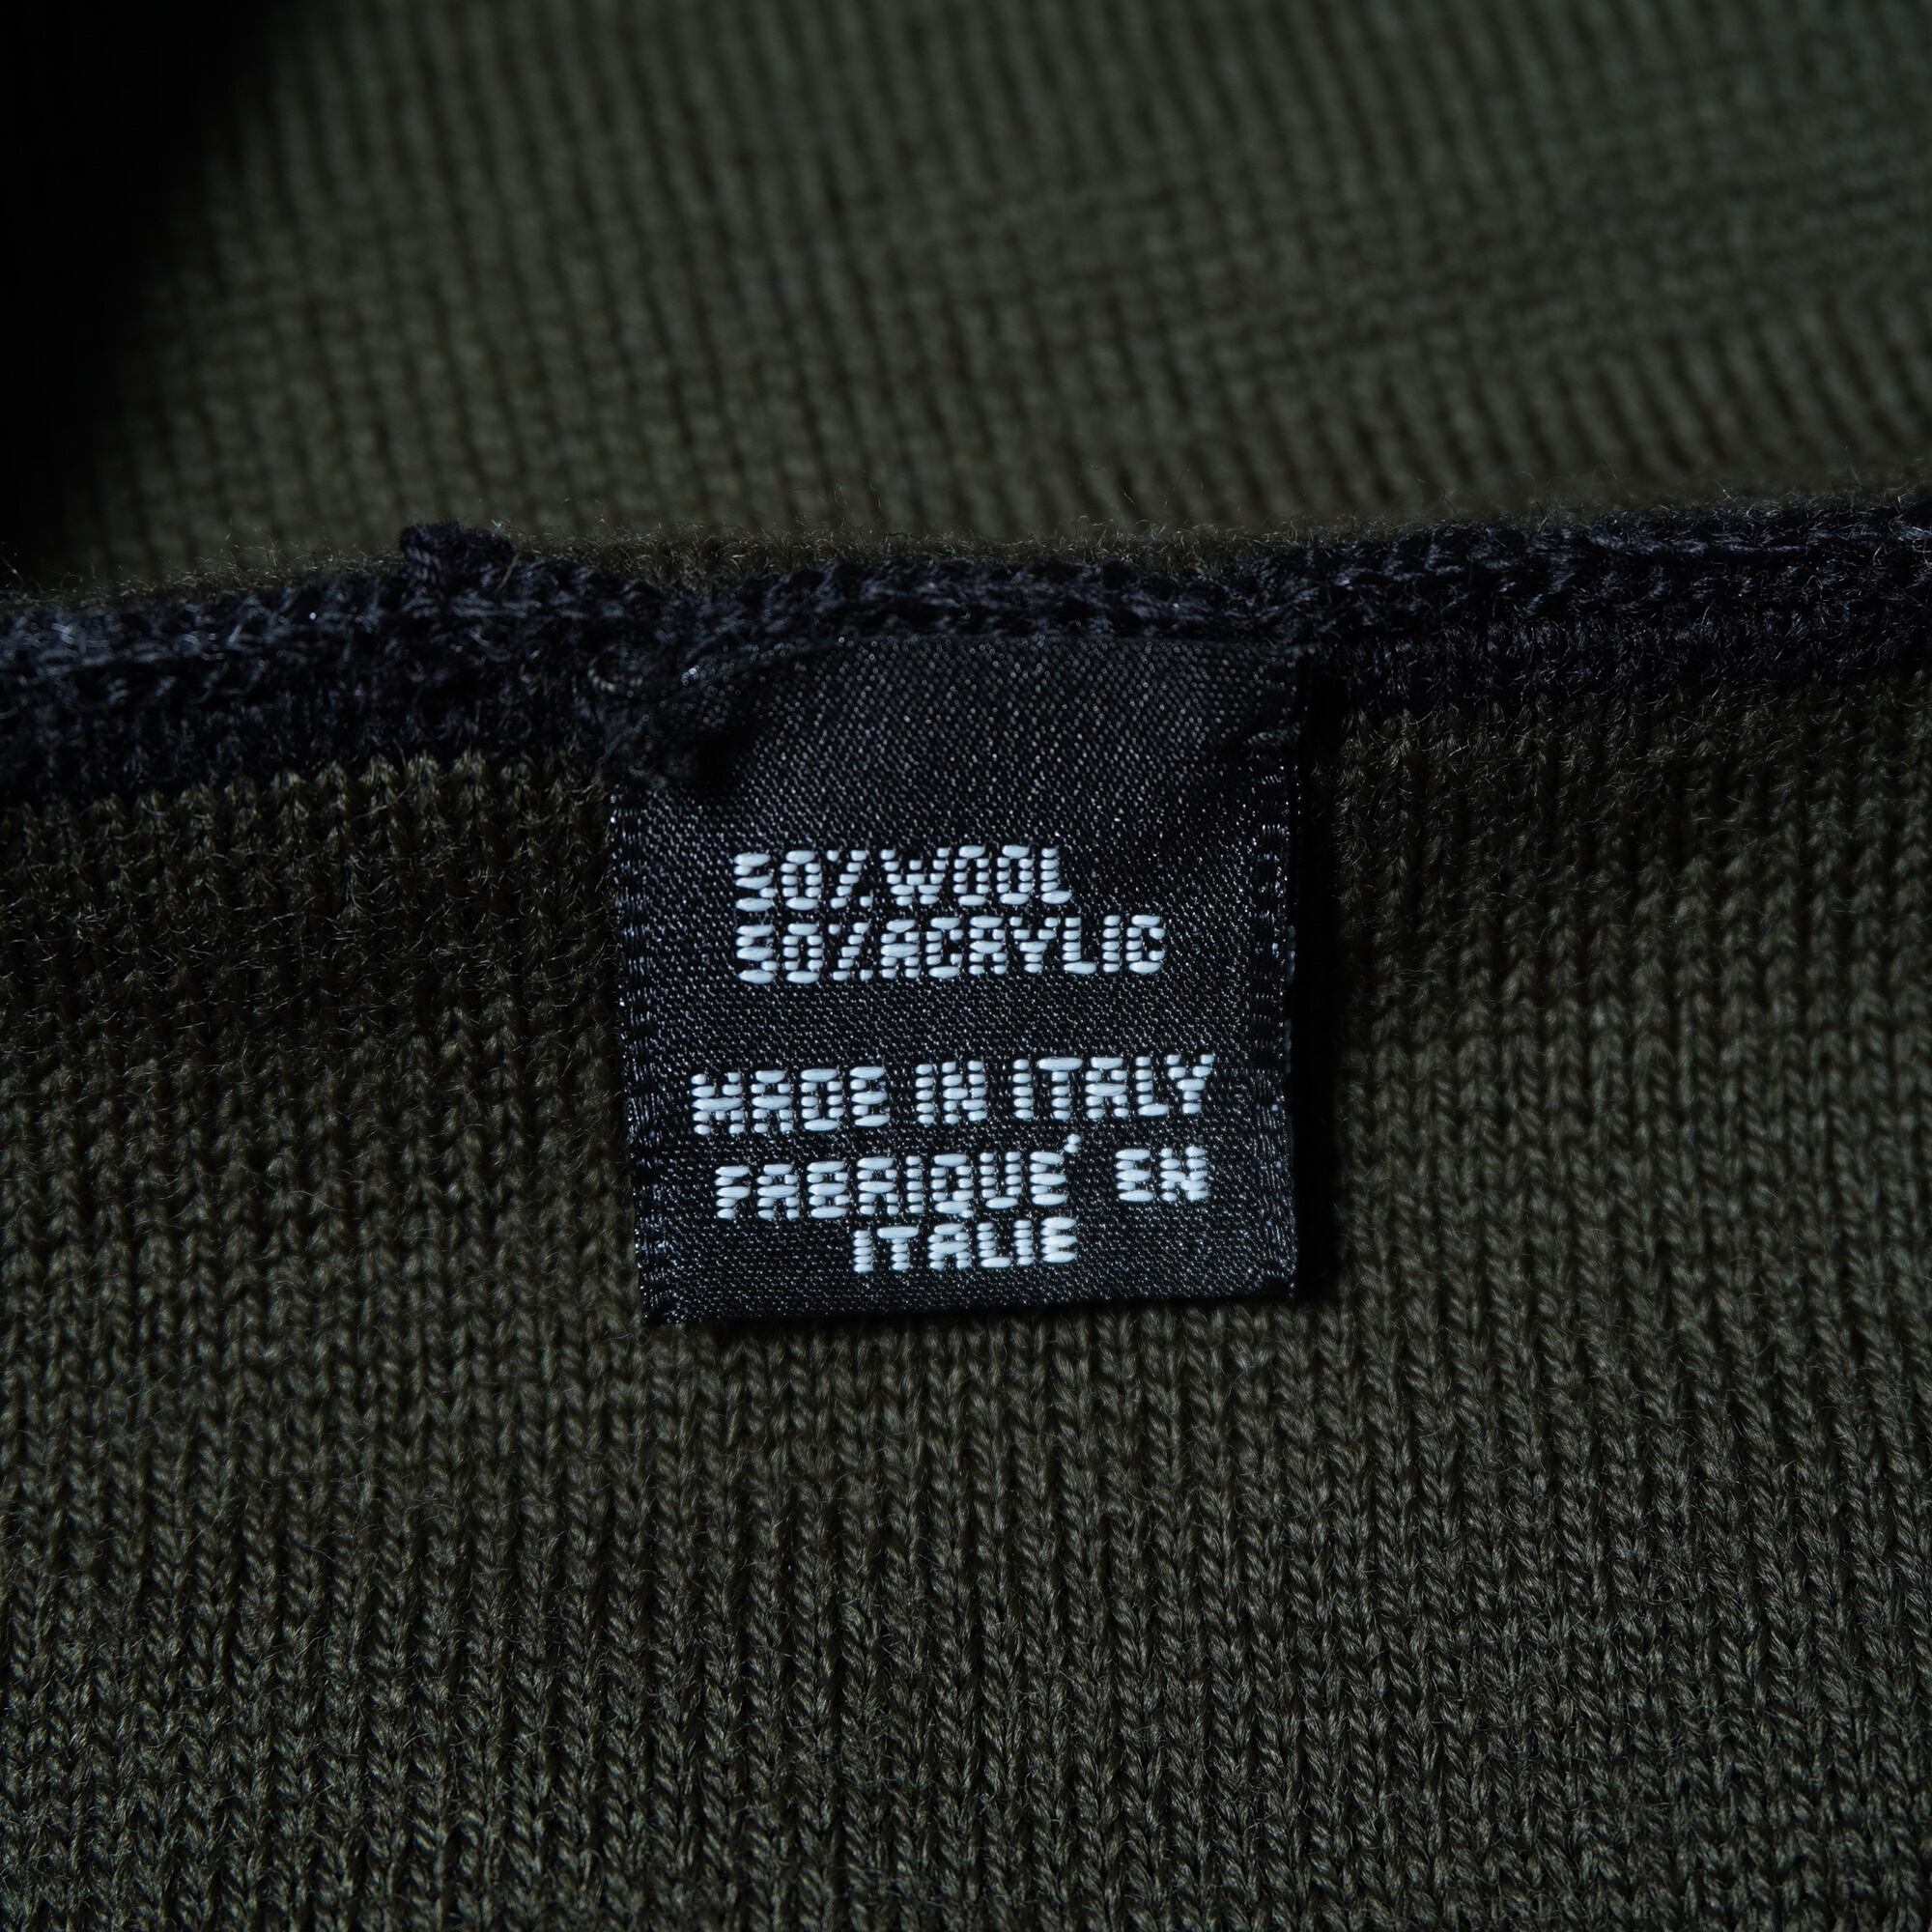 50%WOOL
50%ACRYLIC
MADE IN ITALY
FABRIQUE' EN
ITALIE